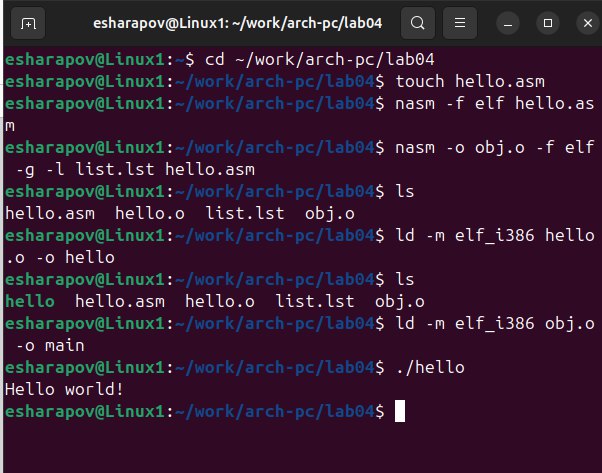 esharapov@Linux1: ~/work/arch-pc/lab04
esharapov@Linux1:~$ cd ~/work/arch-pc/lab04
esharapov@Linux1:~/work/arch-pc/lab04$ touch hello.asm
esharapov@Linux1:~/work/arch-pc/lab04$ nasm -f elf hello.as
m
esharapov@Linux1:~/work/arch-pc/lab04$ nasm -o obj.o -f elf
 -g -l list.lst hello.asm
esharapov@Linux1:~/work/arch-pc/lab04$ ls
hello.asm  hello.o  list.lst  obj.o
esharapov@Linux1:~/work/arch-pc/lab04$ ld -m elf_i386 hello
.o -o hello
esharapov@Linux1:~/work/arch-pc/lab04$ ls
hello  hello.asm  hello.o  list.lst  obj.o
esharapov@Linux1:~/work/arch-pc/lab04$ ld -m elf_i386 obj.o
 -o main
esharapov@Linux1:~/work/arch-pc/lab04$ ./hello
Hello world!
esharapov@Linux1:~/work/arch-pc/lab04$